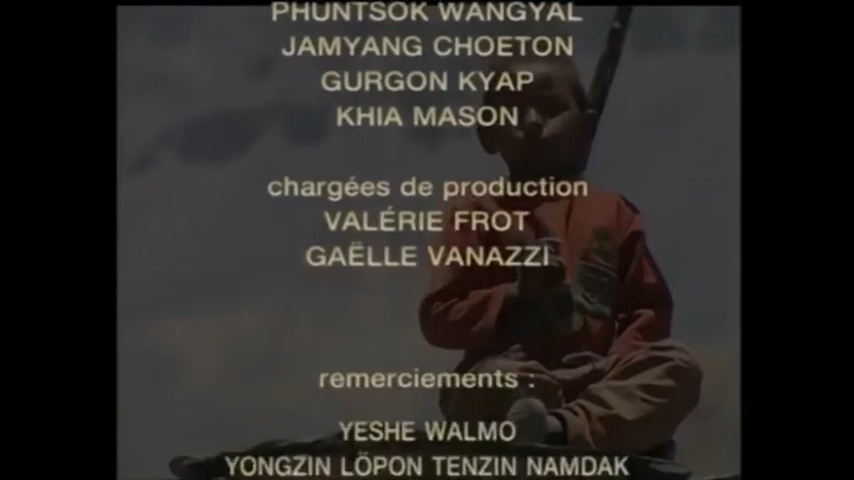 PHUNTSOK WANGYAL
JAMYANG CHOETON
GURGON KYAP
KHIA MASON
chargées de production
VALÉRIE FROT
GAËLLE VANAZZI
remerciements :
YESHE WALMO
YONGZIN LÖPON TENZIN NAMDAK